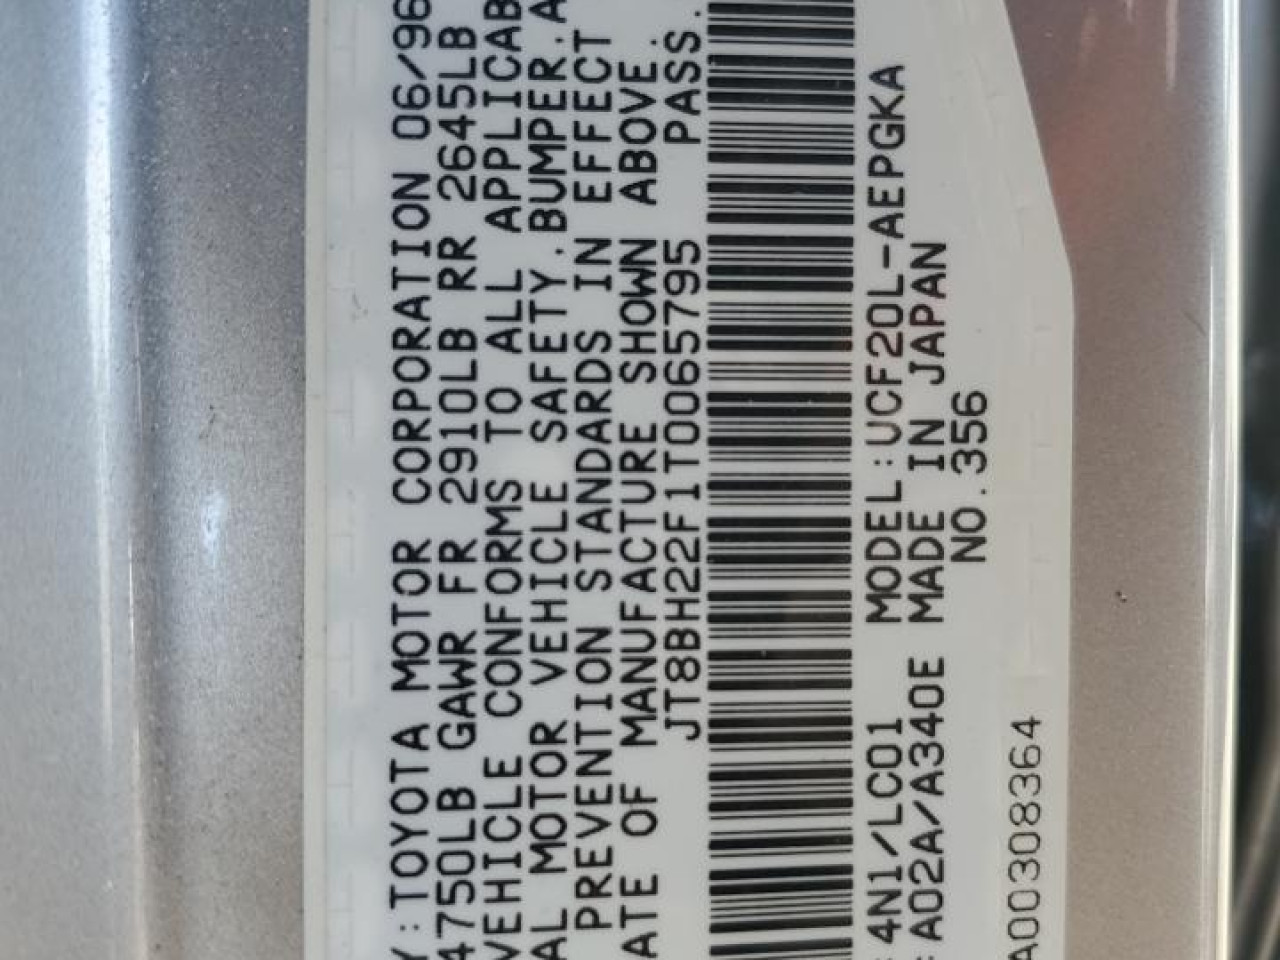 Y:TOYOTA MOTOR CORPORATION 06/96
4750LB GAWR FR 2910LB RR 2645LB
VEHICLE CONFORMS TO ALL APPLICAB
AL MOTOR VEHICLE SAFETY.BUMPER.A
PREVENTION STANDARDS IN EFFECT
ATE OF MANUFACTURE SHOWN ABOVE.
JT8BH22F1T0065795 PASS.
4N1/LC01 MODEL:UCF20L-AEPGKA
A02A/A340E MADE IN JAPAN
NO.356
A00308364